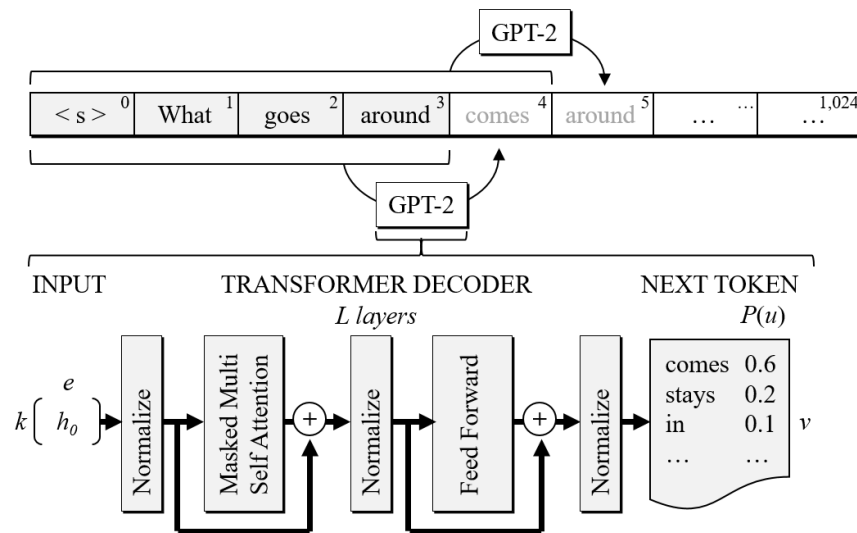 GPT-2
< s > 0 What 1 goes 2 around 3 comes 4 around 5 … … … 1,024
GPT-2
INPUT TRANSFORMER DECODER NEXT TOKEN
L layers P(u)
e
k h0
Normalize
Masked Multi
Self Attention
+
Normalize
Feed Forward
+
Normalize
comes 0.6
stays 0.2
in 0.1
… …
v